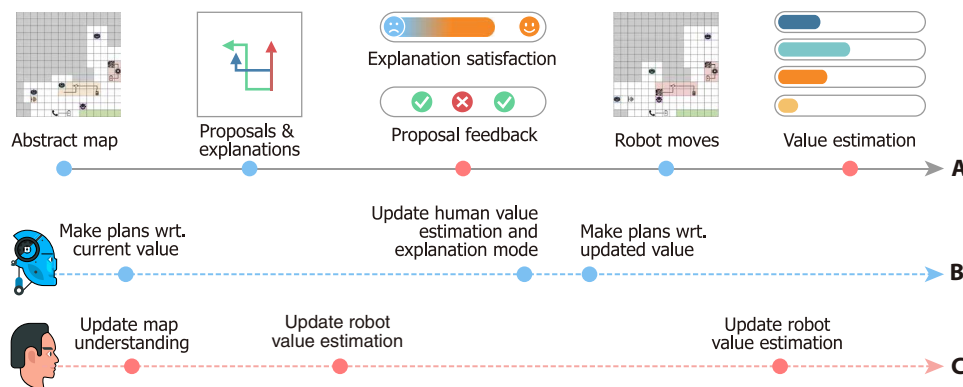 Explanation satisfaction
Abstract map
Proposals &
explanations
Proposal feedback
Robot moves
Value estimation
A
Make plans wrt.
current value
Update human value
estimation and
explanation mode
Make plans wrt.
updated value
B
Update map
understanding
Update robot
value estimation
Update robot
value estimation
C